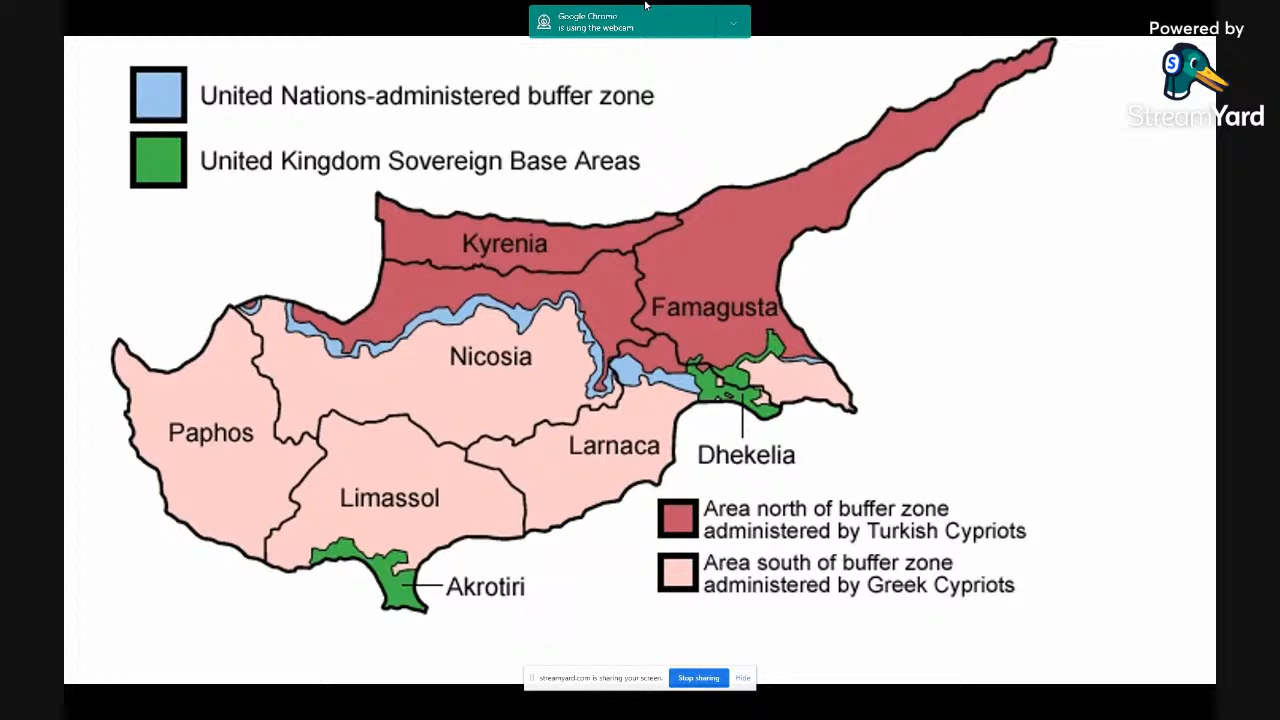 Google Chrome
is using the webcam
Powered by
S
StreamYard
United Nations-administered buffer zone
United Kingdom Sovereign Base Areas
Kyrenia
Famagusta
Nicosia
Paphos
Larnaca
Dhekelia
Limassol
Akrotiri
Area north of buffer zone
administered by Turkish Cypriots
Area south of buffer zone
administered by Greek Cypriots
streamyard.com is sharing your screen.
Stop sharing
Hide